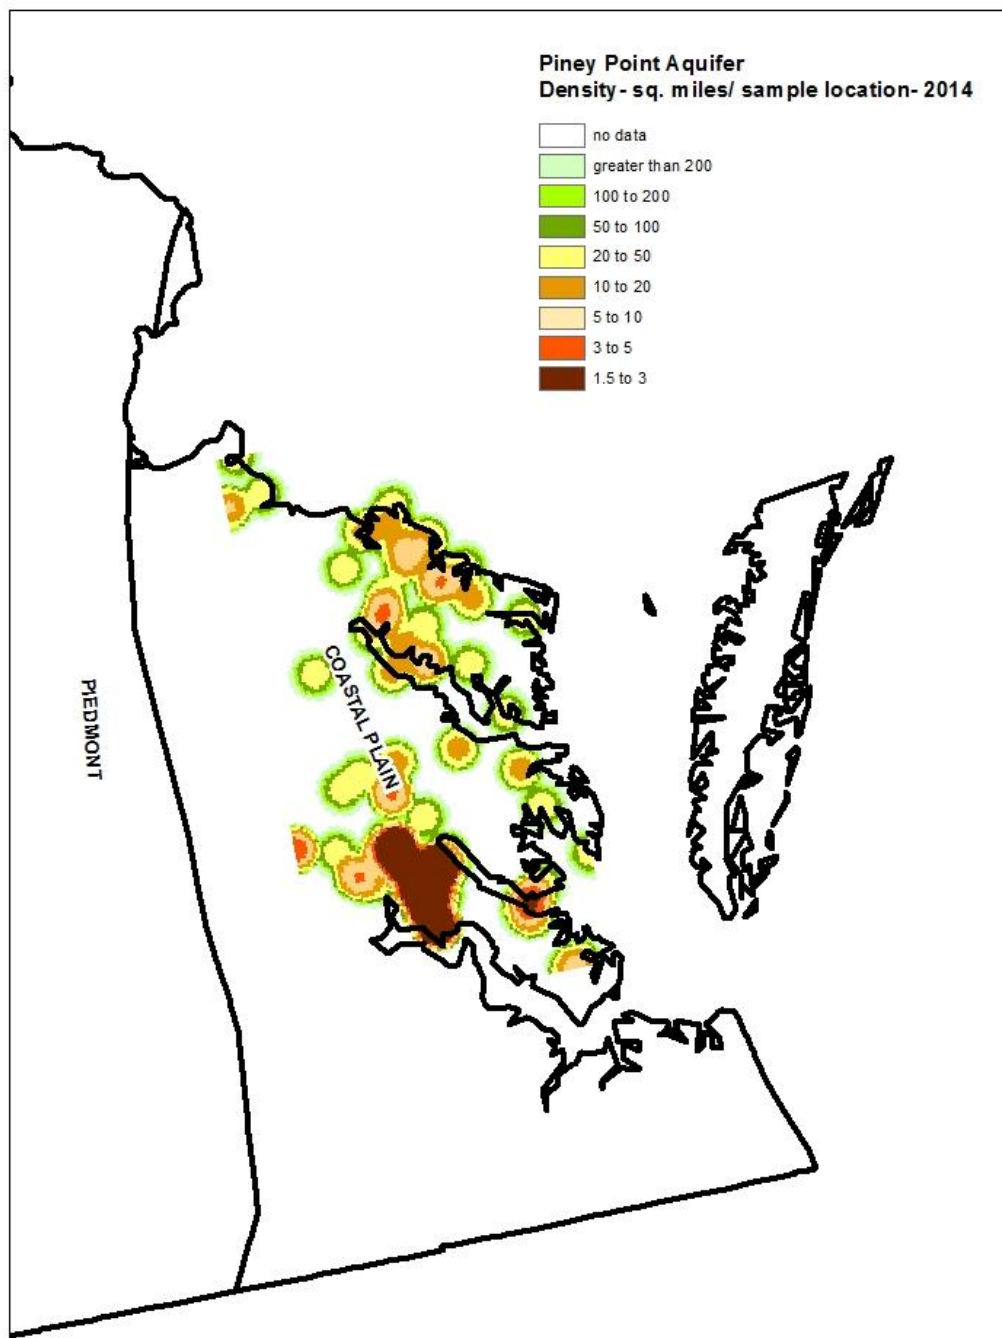 Piney Point Aquifer
Density- sq. miles/ sample location- 2014
no data
greater than 200
100 to 200
50 to 100
20 to 50
10 to 20
5 to 10
3 to 5
1.5 to 3
COASTAL PLAIN
PIEDMONT